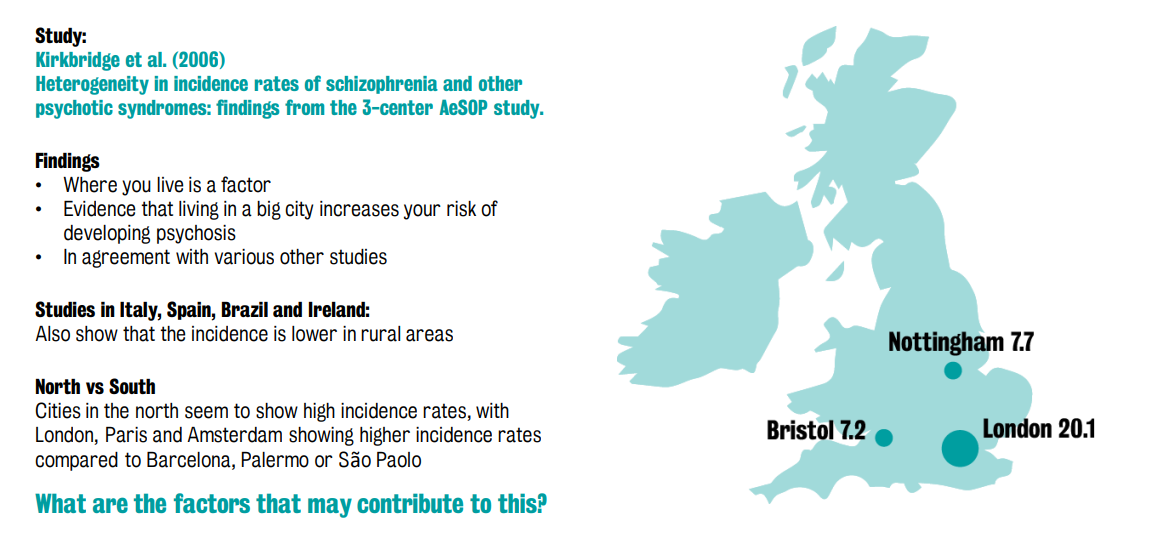 Study:
Kirkbridge et al. (2006)
Heterogeneity in incidence rates of schizophrenia and other
psychotic syndromes: findings from the 3-center AeSOP study.
Findings
• Where you live is a factor
• Evidence that living in a big city increases your risk of
developing psychosis
• In agreement with various other studies
Studies in Italy, Spain, Brazil and Ireland:
Also show that the incidence is lower in rural areas
North vs South
Cities in the north seem to show high incidence rates, with
London, Paris and Amsterdam showing higher incidence rates
compared to Barcelona, Palermo or São Paolo
What are the factors that may contribute to this?
Nottingham 7.7
Bristol 7.2
London 20.1